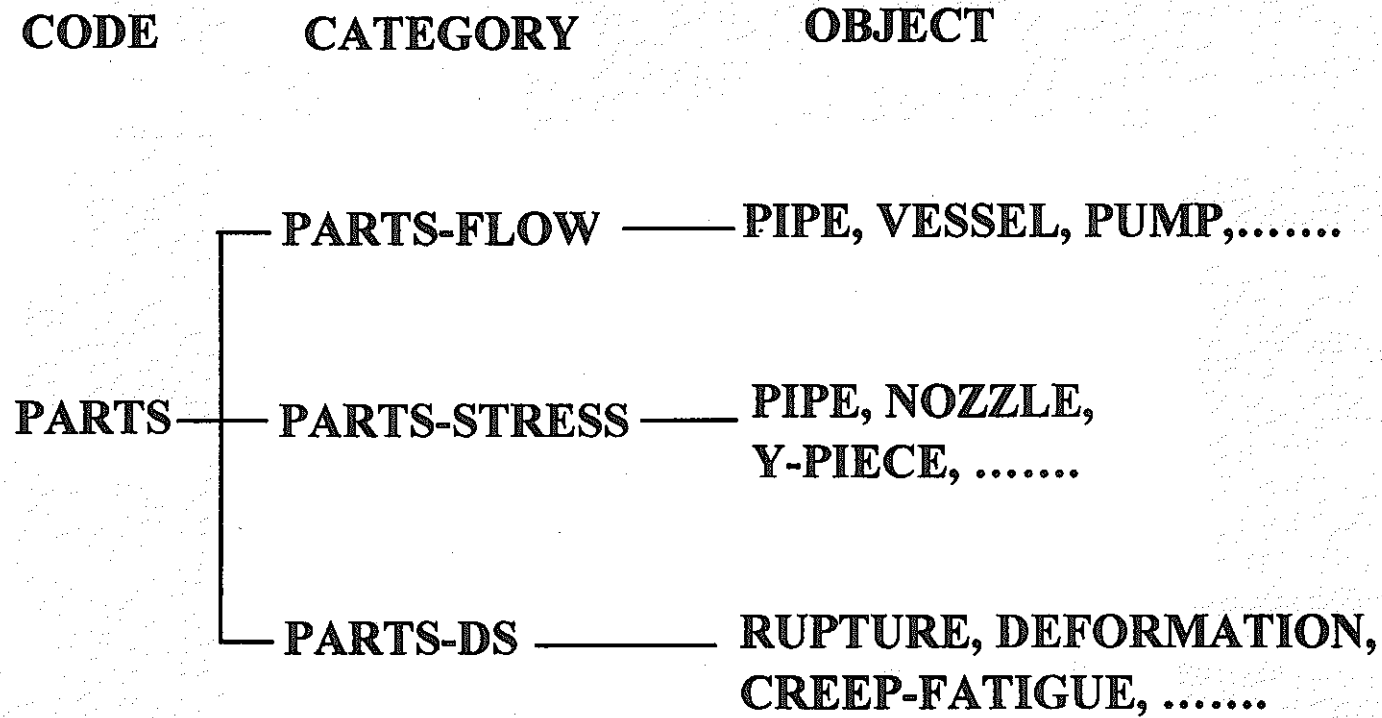 CODE CATEGORY OBJECT
PARTS-FLOW PIPE, VESSEL, PUMP,.......
PARTS PARTS-STRESS PIPE, NOZZLE,
Y-PIECE, .......
PARTS-DS RUPTURE, DEFORMATION,
CREEP-FATIGUE, .......